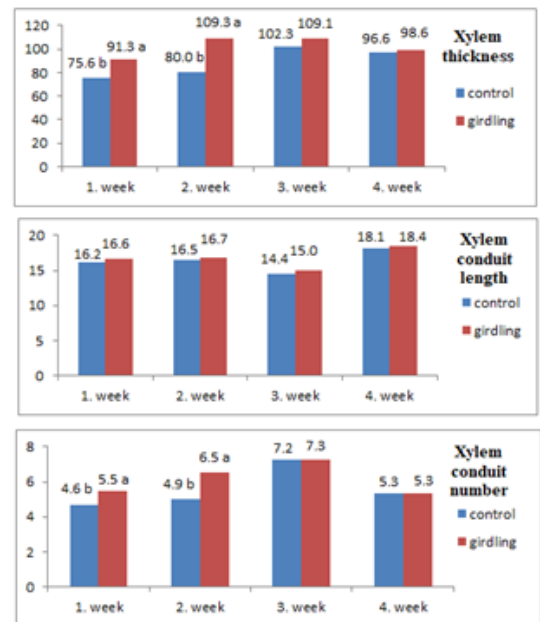 Xylem
thickness
120
100
80
60
40
20
0
75.6 b 91.3 a 80.0 b 109.3 a 102.3 109.1 96.6 98.6
control
girdling
1. week 2. week 3. week 4. week
Xylem
conduit
length
20
15
10
5
0
16.2 16.6 16.5 16.7 14.4 15.0 18.1 18.4
control
girdling
1. week 2. week 3. week 4. week
Xylem
conduit
number
8
6
4
2
0
4.6 b 5.5 a 4.9 b 6.5 a 7.2 7.3 5.3 5.3
control
girdling
1. week 2. week 3. week 4. week